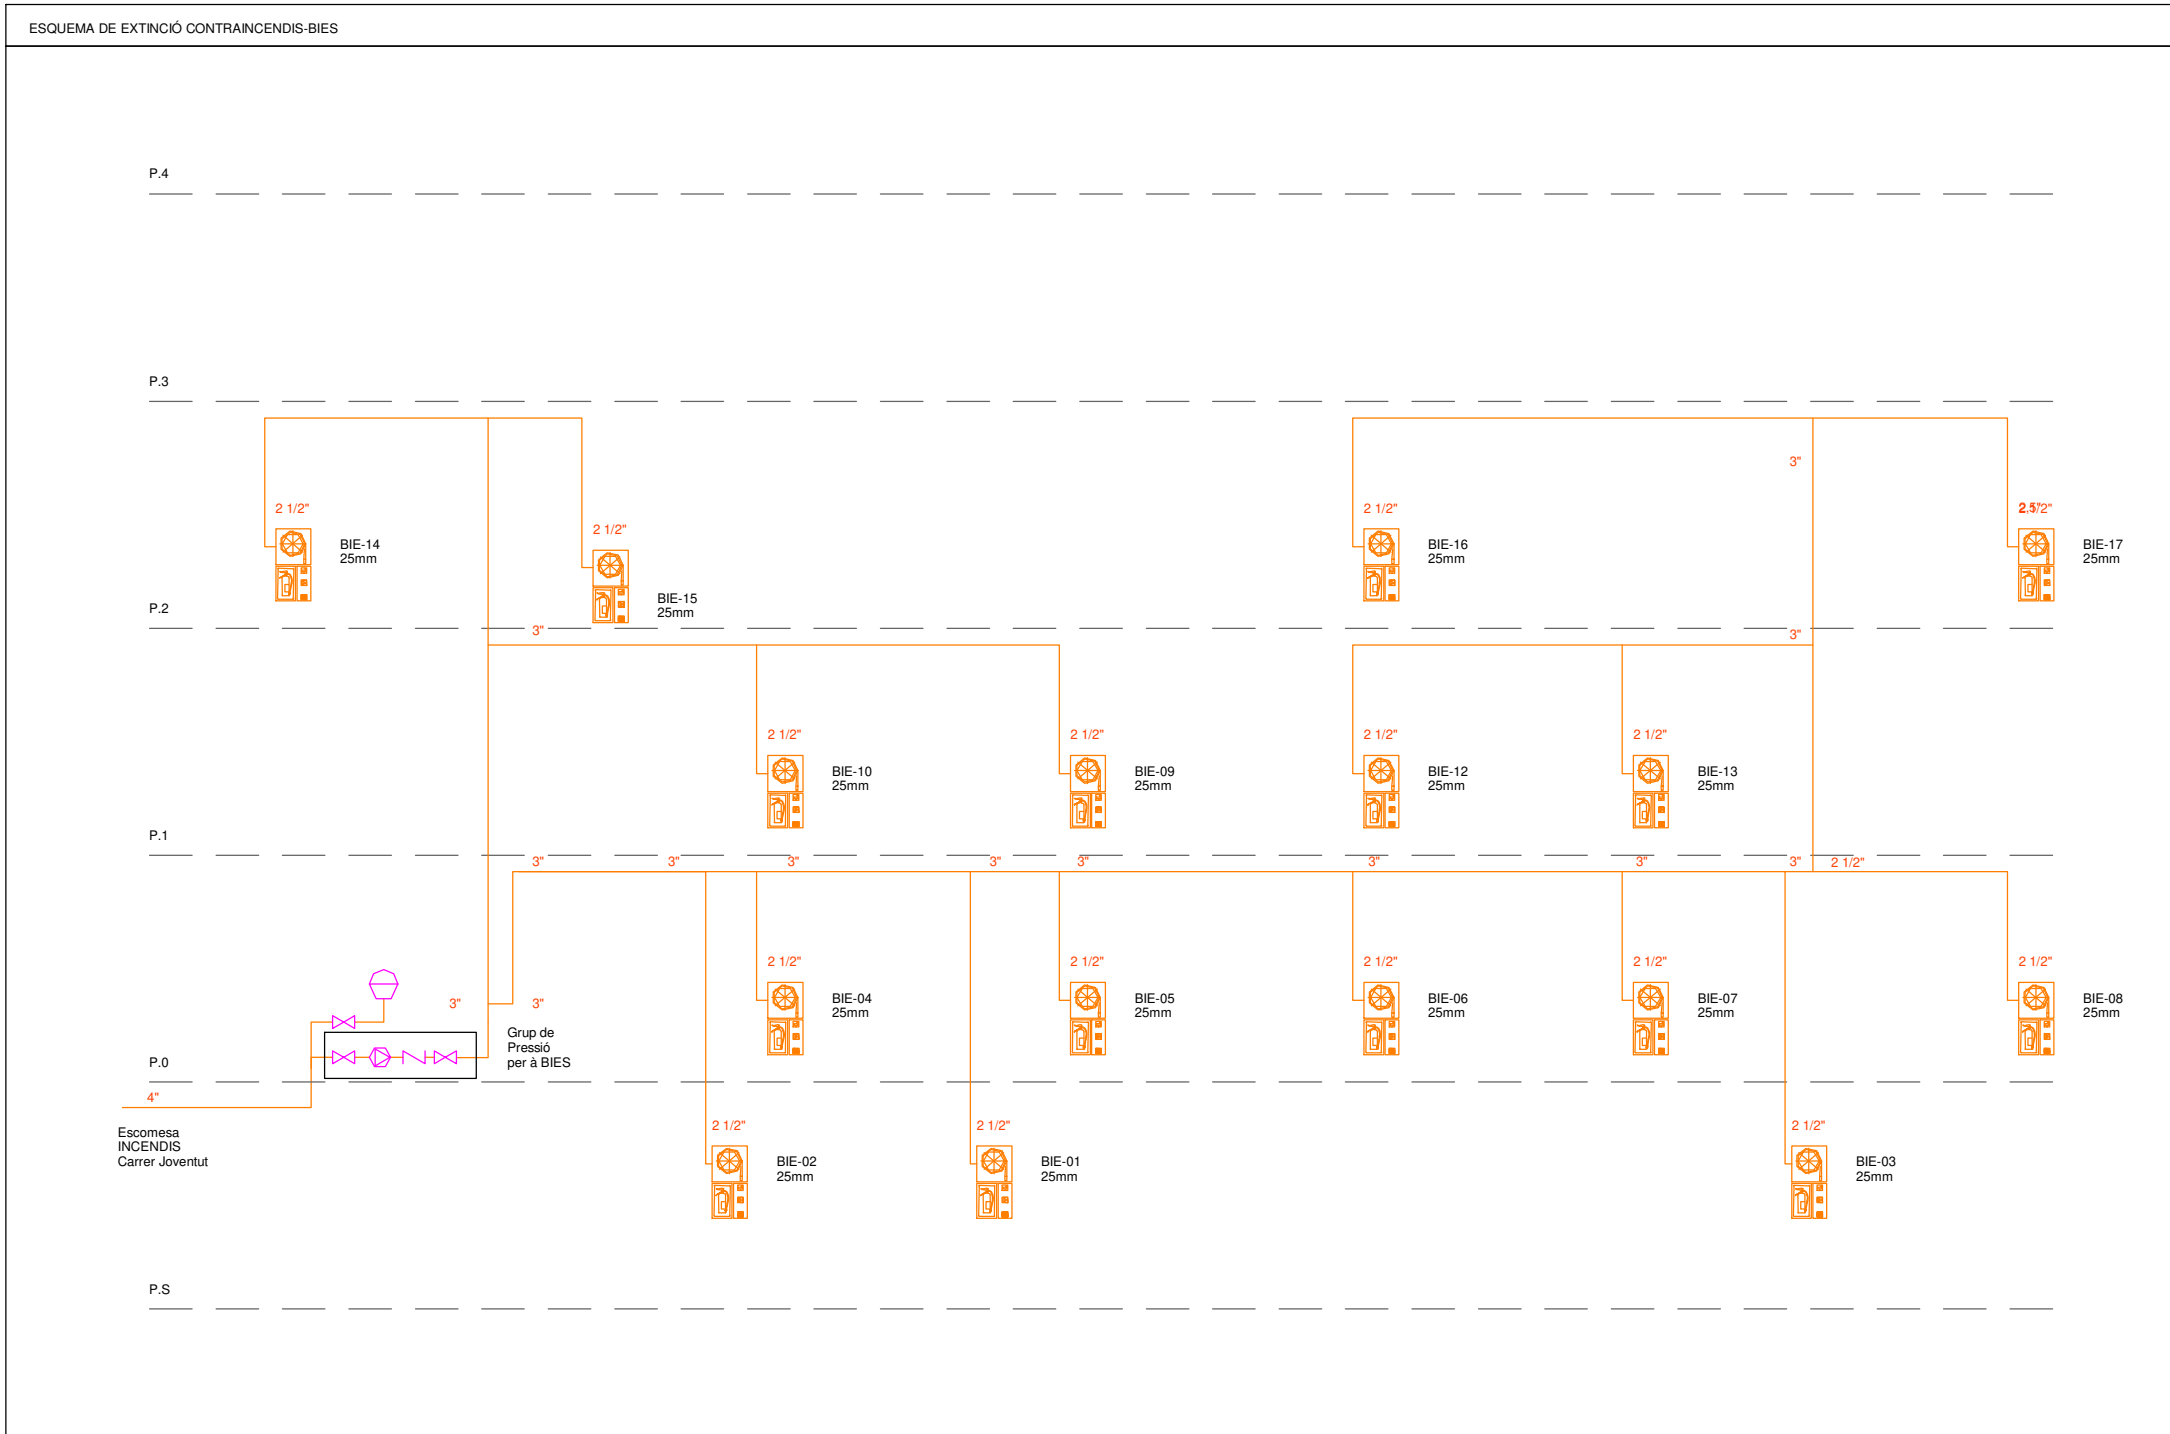 ESQUEMA DE EXTINCIÓ CONTRAINCENDIS-BIES
P.4
P.3
3"
2 1/2"
2 1/2"
2 1/2"
BIE-14
25mm
BIE-15
25mm
BIE-16
25mm
BIE-17
25mm
P.2
3"
3"
2 1/2"
2 1/2"
2 1/2"
2 1/2"
BIE-10
25mm
BIE-09
25mm
BIE-12
25mm
BIE-13
25mm
P.1
3"
3"
3"
3"
3"
3"
3"
3"
2 1/2"
2 1/2"
2 1/2"
2 1/2"
2 1/2"
2 1/2"
3"
3"
BIE-04
25mm
BIE-05
25mm
BIE-06
25mm
BIE-07
25mm
BIE-08
25mm
Grup de
Pressió
per à BIES
P.0
4"
Escomesa
INCENDIS
Carrer Joventut
2 1/2"
2 1/2"
2 1/2"
BIE-02
25mm
BIE-01
25mm
BIE-03
25mm
P.S